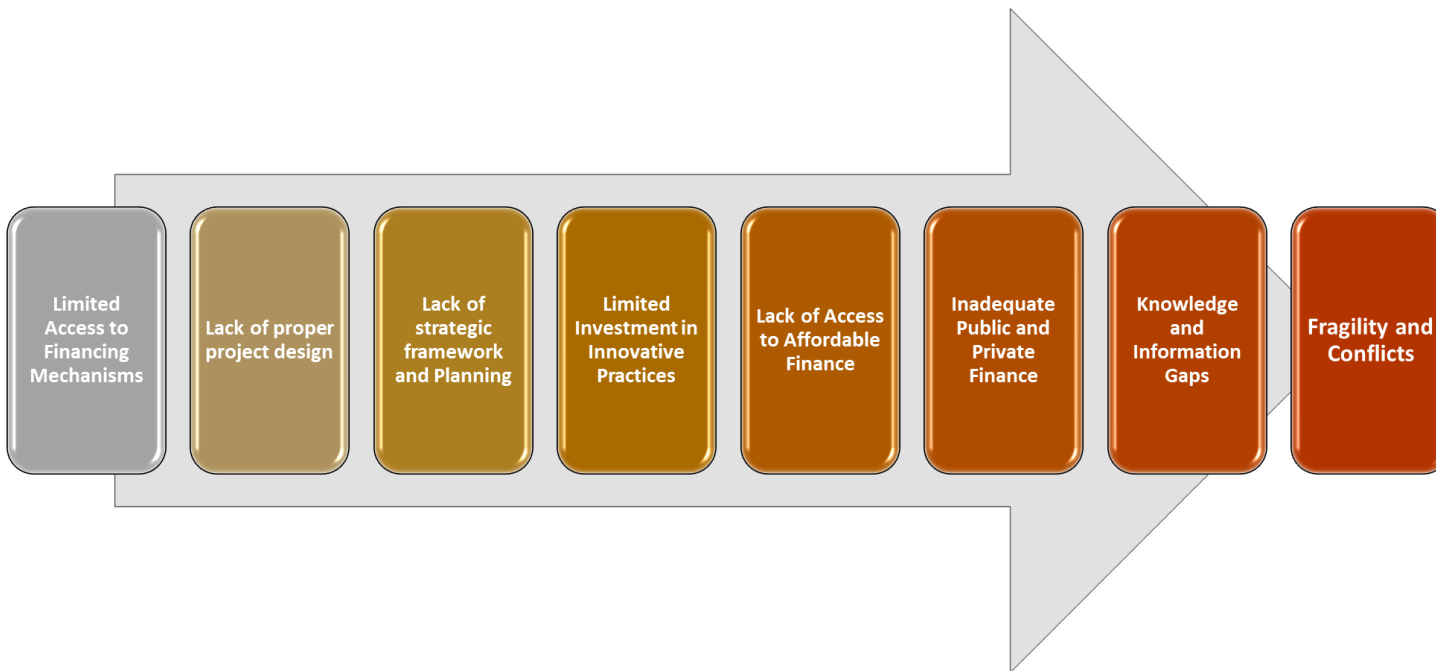 Limited
Access to
Financing
Mechanisms
Lack of proper
project design
Lack of
strategic
framework
and Planning
Limited
Investment in
Innovative
Practices
Lack of Access
to Affordable
Finance
Inadequate
Public and
Private
Finance
Knowledge
and
Information
Gaps
Fragility and
Conflicts